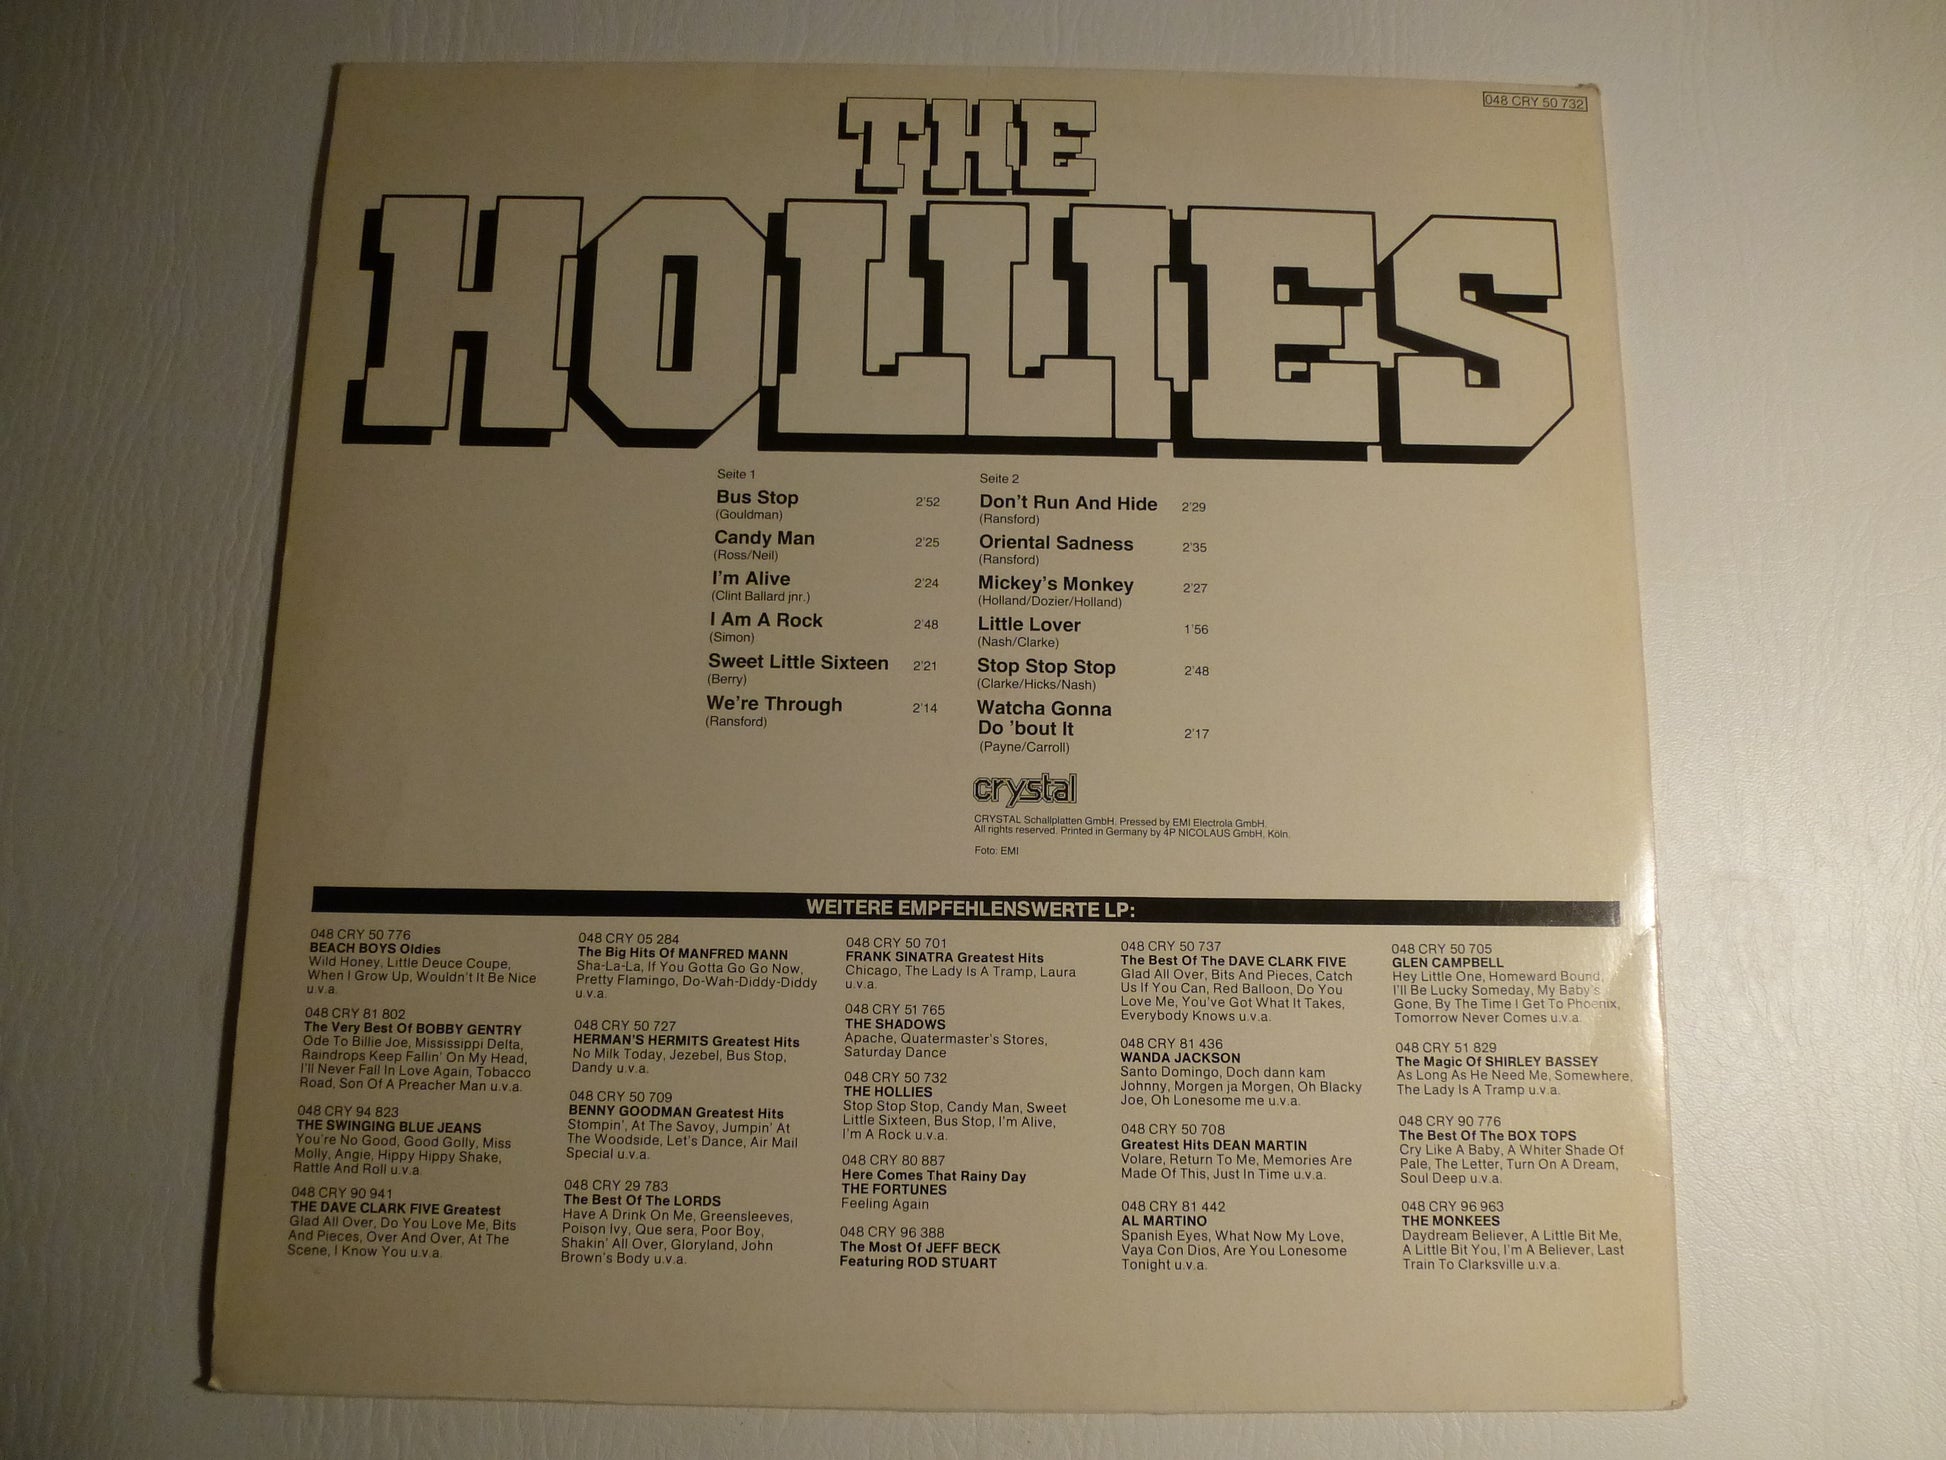 048 CRY 50 732
THE
HOLLIES
Seite 1
Bus Stop 2'52
(Gouldman)
Candy Man 2'25
(Ross/Neil)
I'm Alive 2'24
(Clint Ballard jnr.)
I Am A Rock 2'48
(Simon)
Sweet Little Sixteen 2'21
(Berry)
We're Through 2'14
(Ransford)
Seite 2
Don't Run And Hide 2'29
(Ransford)
Oriental Sadness 2'35
(Ransford)
Mickey's Monkey 2'27
(Holland/Dozier/Holland)
Little Lover 1'56
(Nash/Clarke)
Stop Stop Stop 2'48
(Clarke/Hicks/Nash)
Watcha Gonna
Do 'bout It 2'17
(Payne/Carroll)
crystal
CRYSTAL Schallplatten GmbH. Pressed by EMI Electrola GmbH.
All rights reserved. Printed in Germany by 4P NICOLAUS GmbH, Köln.
Foto: EMI
WEITERE EMPFEHLENSWERTE LP:
048 CRY 50 776
BEACH BOYS Oldies
Wild Honey, Little Deuce Coupe,
When I Grow Up, Wouldn't It Be Nice
u.v.a.
048 CRY 81 802
The Very Best Of BOBBY GENTRY
Ode To Billie Joe, Mississippi Delta,
Raindrops Keep Fallin' On My Head,
I'll Never Fall In Love Again, Tobacco
Road, Son Of A Preacher Man u.v.a.
048 CRY 94 823
THE SWINGING BLUE JEANS
You're No Good, Good Golly, Miss
Molly, Angie, Hippy Hippy Shake,
Rattle And Roll u.v.a.
048 CRY 90 941
THE DAVE CLARK FIVE Greatest
Glad All Over, Do You Love Me, Bits
And Pieces, Over And Over, At The
Scene, I Know You u.v.a.
048 CRY 05 284
The Big Hits Of MANFRED MANN
Sha-La-La, If You Gotta Go Go Now,
Pretty Flamingo, Do-Wah-Diddy-Diddy
u.v.a.
048 CRY 50 727
HERMAN'S HERMITS Greatest Hits
No Milk Today, Jezebel, Bus Stop,
Dandy u.v.a.
048 CRY 50 709
BENNY GOODMAN Greatest Hits
Stompin', At The Savoy, Jumpin' At
The Woodside, Let's Dance, Air Mail
Special u.v.a.
048 CRY 29 783
The Best Of The LORDS
Have A Drink On Me, Greensleeves,
Poison Ivy, Que sera, Poor Boy,
Shakin' All Over, Gloryland, John
Brown's Body u.v.a.
048 CRY 50 701
FRANK SINATRA Greatest Hits
Chicago, The Lady Is A Tramp, Laura
u.v.a.
048 CRY 51 765
THE SHADOWS
Apache, Quatermaster's Stores,
Saturday Dance
048 CRY 50 732
THE HOLLIES
Stop Stop Stop, Candy Man, Sweet
Little Sixteen, Bus Stop, I'm Alive,
I'm A Rock u.v.a.
048 CRY 80 887
Here Comes That Rainy Day
THE FORTUNES
Feeling Again
048 CRY 96 388
The Most Of JEFF BECK
Featuring ROD STUART
048 CRY 50 737
The Best Of The DAVE CLARK FIVE
Glad All Over, Bits And Pieces, Catch
Us If You Can, Red Balloon, Do You
Love Me, You've Got What It Takes,
Everybody Knows u.v.a.
048 CRY 81 436
WANDA JACKSON
Santo Domingo, Doch dann kam
Johnny, Morgen ja Morgen, Oh Blacky
Joe, Oh Lonesome me u.v.a.
048 CRY 50 708
Greatest Hits DEAN MARTIN
Volare, Return To Me, Memories Are
Made Of This, Just In Time u.v.a.
048 CRY 81 442
AL MARTINO
Spanish Eyes, What Now My Love,
Vaya Con Dios, Are You Lonesome
Tonight u.v.a.
048 CRY 50 705
GLEN CAMPBELL
Hey Little One, Homeward Bound,
I'll Be Lucky Someday, My Baby's
Gone, By The Time I Get To Phoenix,
Tomorrow Never Comes u.v.a.
048 CRY 51 829
The Magic Of SHIRLEY BASSEY
As Long As He Need Me, Somewhere,
The Lady Is A Tramp u.v.a.
048 CRY 90 776
The Best Of The BOX TOPS
Cry Like A Baby, A Whiter Shade Of
Pale, The Letter, Turn On A Dream,
Soul Deep u.v.a.
048 CRY 96 963
THE MONKEES
Daydream Believer, A Little Bit Me,
A Little Bit You, I'm A Believer, Last
Train To Clarksville u.v.a.